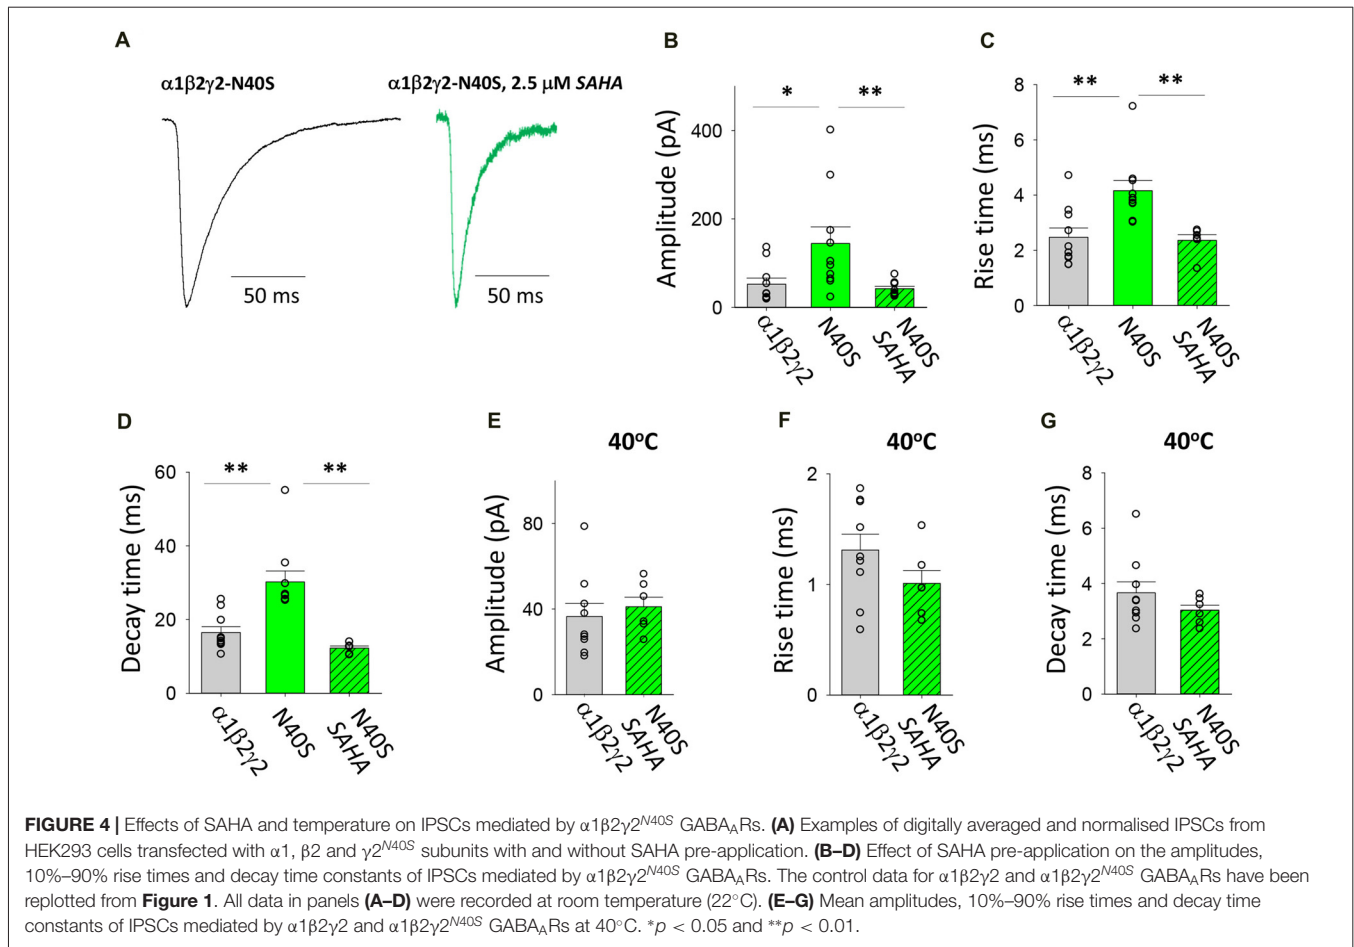 A
α1β2γ2-N40S
α1β2γ2-N40S, 2.5 μM SAHA
50 ms
50 ms
B
Amplitude (pA)
400
200
0
*
**
α1β2γ2
N40S
N40S
SAHA
C
Rise time (ms)
8
6
4
2
0
**
**
α1β2γ2
N40S
N40S
SAHA
D
Decay time (ms)
60
40
20
0
**
**
α1β2γ2
N40S
N40S
SAHA
E
40°C
Amplitude (pA)
80
40
0
α1β2γ2
N40S
SAHA
F
40°C
Rise time (ms)
2
1
0
α1β2γ2
N40S
SAHA
G
40°C
Decay time (ms)
8
6
4
2
0
α1β2γ2
N40S
SAHA
FIGURE 4 | Effects of SAHA and temperature on IPSCs mediated by α1β2γ2N40S GABAARs. (A) Examples of digitally averaged and normalised IPSCs from
HEK293 cells transfected with α1, β2 and γ2N40S subunits with and without SAHA pre-application. (B–D) Effect of SAHA pre-application on the amplitudes,
10%–90% rise times and decay time constants of IPSCs mediated by α1β2γ2N40S GABAARs. The control data for α1β2γ2 and α1β2γ2N40S GABAARs have been
replotted from Figure 1. All data in panels (A–D) were recorded at room temperature (22°C). (E–G) Mean amplitudes, 10%–90% rise times and decay time
constants of IPSCs mediated by α1β2γ2 and α1β2γ2N40S GABAARs at 40°C. *p < 0.05 and **p < 0.01.